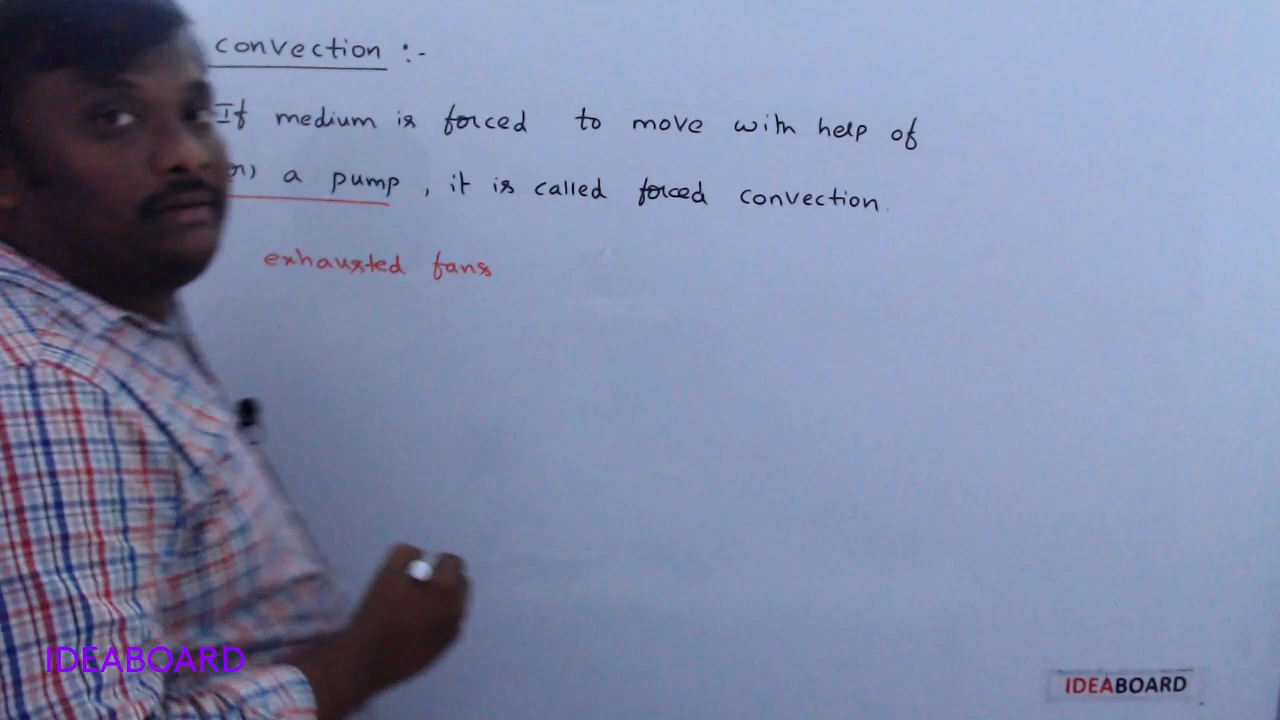 convection :-
If medium is forced to move with help of
a pump , it is called forced convection.
exhausted fans
IDEABOARD
IDEABOARD